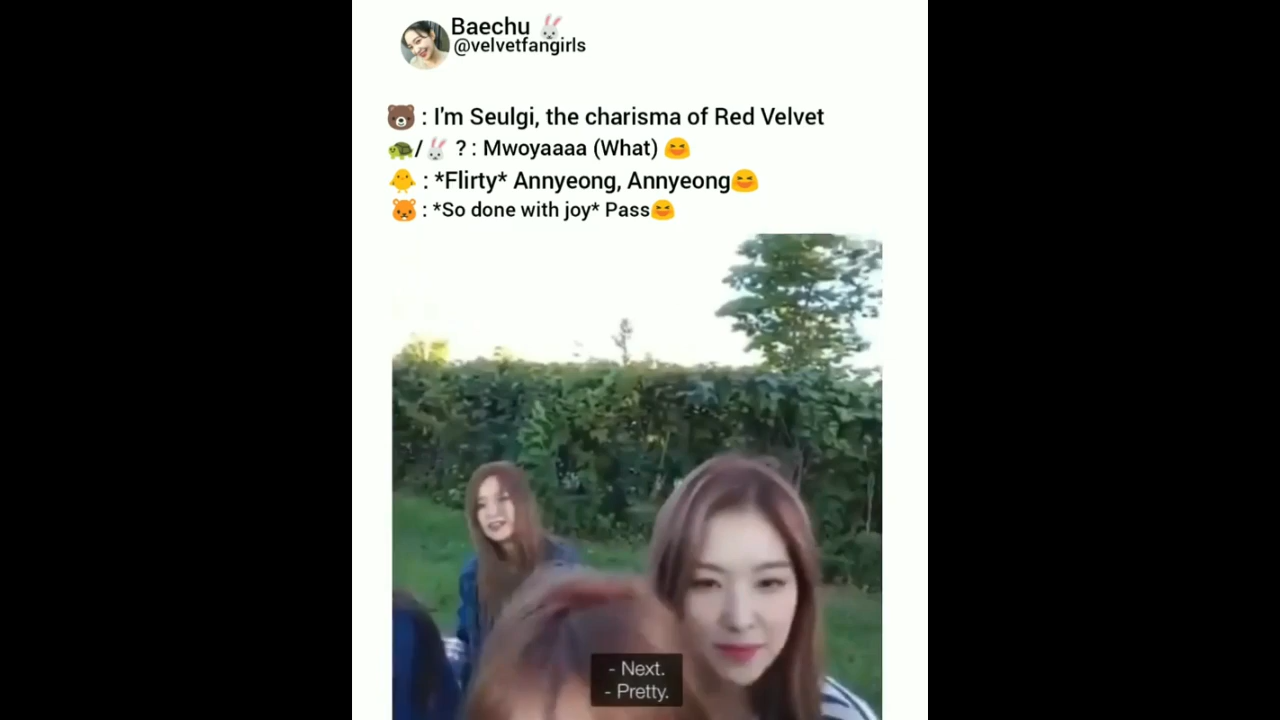 Baechu 🐰
@velvetfangirls
🐻 : I'm Seulgi, the charisma of Red Velvet
🐢/🐰 ? : Mwoyaaaa (What) 😆
🐥 : *Flirty* Annyeong, Annyeong😆
🐯 : *So done with joy* Pass😆
- Next.
- Pretty.